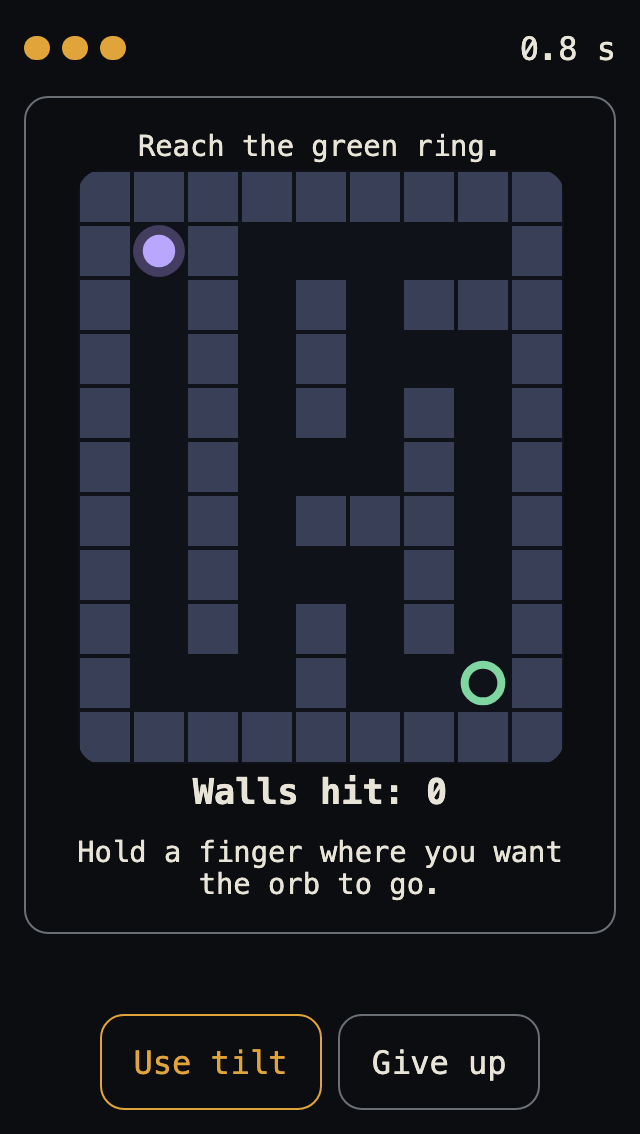 0.8 s
Reach the green ring.
Walls hit: 0
Hold a finger where you want
the orb to go.
Use tilt
Give up